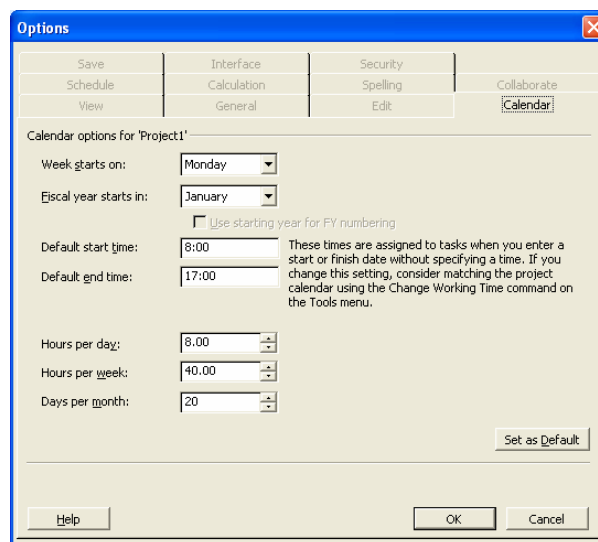 Options
Save Interface Security
Schedule Calculation Spelling Collaborate
View General Edit Calendar
Calendar options for 'Project1'
Week starts on: Monday
Fiscal year starts in: January
Use starting year for FY numbering
Default start time: 8:00
Default end time: 17:00
These times are assigned to tasks when you enter a
start or finish date without specifying a time. If you
change this setting, consider matching the project
calendar using the Change Working Time command on
the Tools menu.
Hours per day: 8.00
Hours per week: 40.00
Days per month: 20
Set as Default
Help OK Cancel